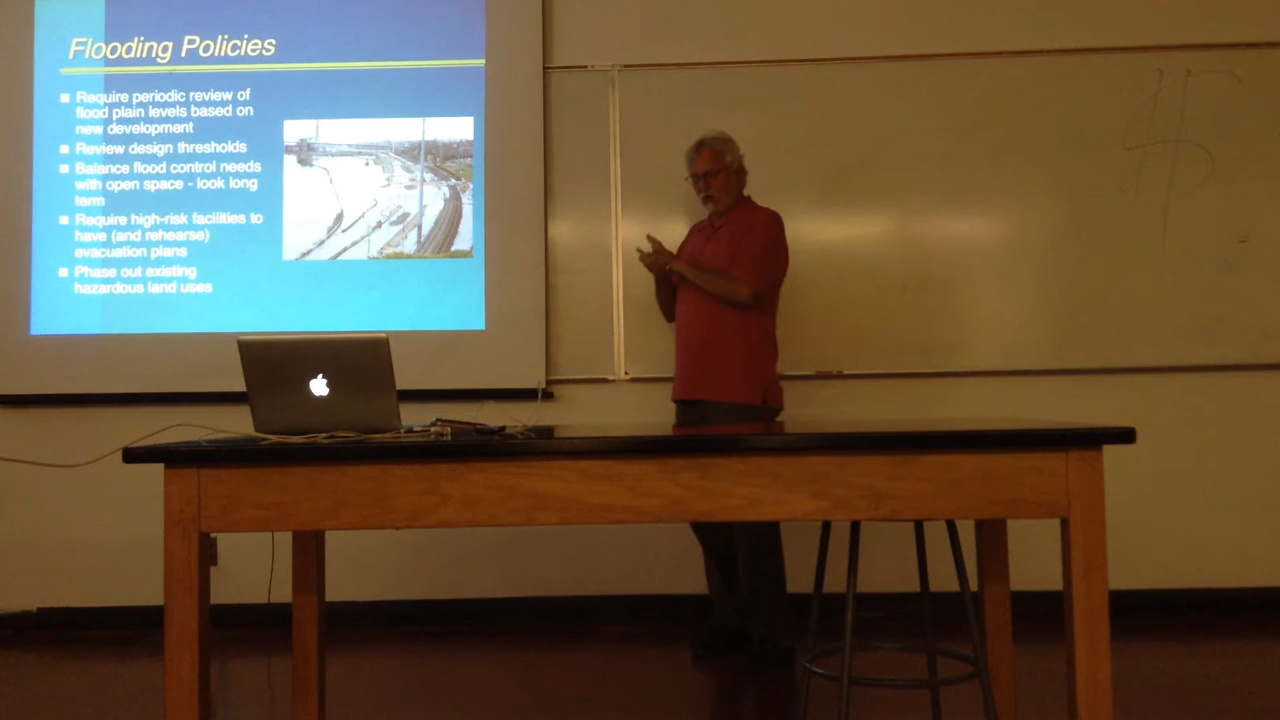 Flooding Policies
Require periodic review of
flood plain levels based on
new development
Review design thresholds
Balance flood control needs
with open space - look long
term
Require high-risk facilities to
have (and rehearse)
evacuation plans
Phase out existing
hazardous land uses